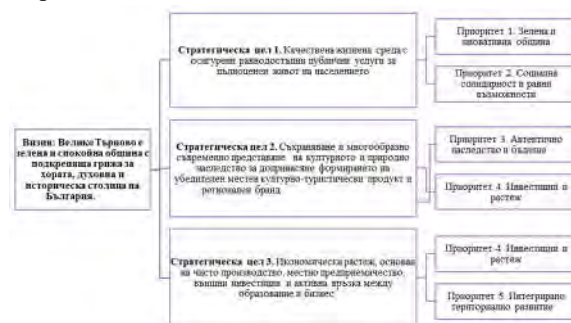 Визия: Велико Търново е
зелена и спокойна община с
подкрепяща грижа за
хората, духовна и
историческа столица на
България.
Стратегическа цел 1. Качествена жизнена среда с
осигурени равнодостъпни публични услуги за
пълноценен живот на населението
Приоритет 1. Зелена и
иновативна община
Приоритет 2. Социална
солидарност и равни
възможности
Стратегическа цел 2. Съхраняване и многообразно
съвременно представяне на културното и природно
наследство за допринасяне формирането на
убедителен местен културно-туристически продукт и
регионален бранд
Приоритет 3. Автентично
наследство и бъдеще
Приоритет 4. Инвестиции и
растеж
Стратегическа цел 3. Икономически растеж, основан
на чисто производство, местно предприемачество,
външни инвестиции и активна връзка между
образование и бизнес
Приоритет 4. Инвестиции и
растеж
Приоритет 5. Интегрирано
териториално развитие